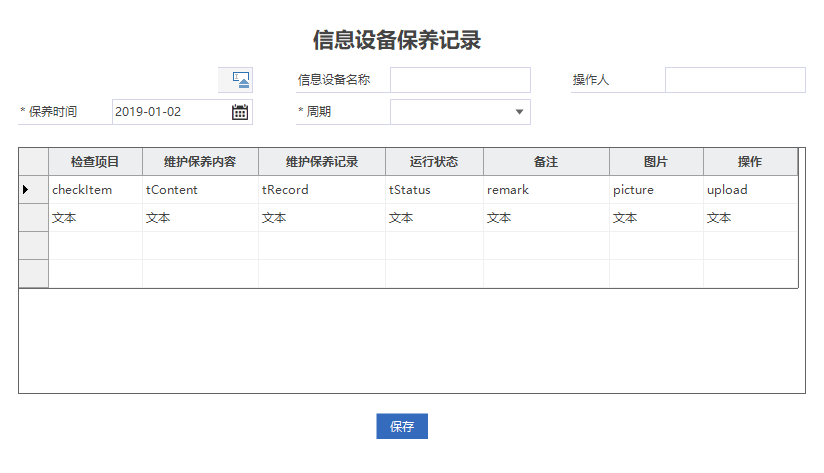 信息设备保养记录
信息设备名称 操作人
* 保养时间 2019-01-02 * 周期
检查项目 维护保养内容 维护保养记录 运行状态 备注 图片 操作
checkItem tContent tRecord tStatus remark picture upload
文本 文本 文本 文本 文本 文本 文本
保存